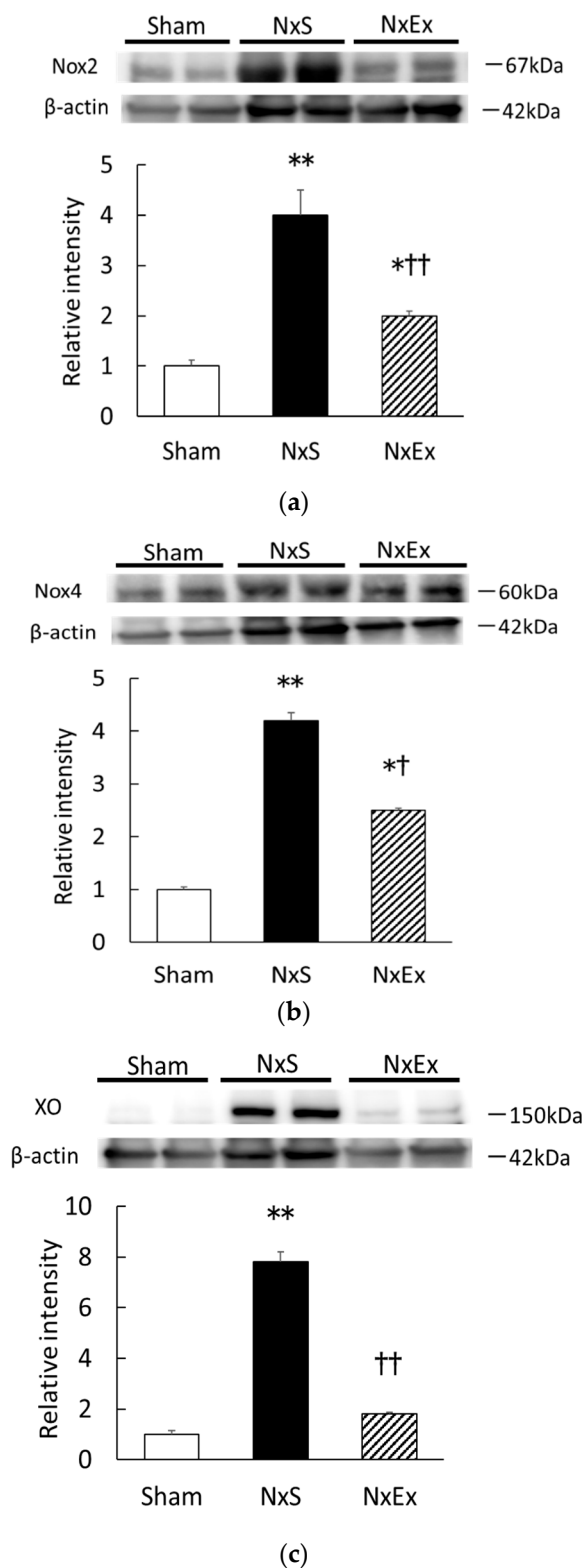 Sham NxS NxEx
Nox2 —67kDa
β-actin —42kDa
5
4
3
2
1
0
Relative intensity
**
*††
Sham NxS NxEx
(a)
Sham NxS NxEx
Nox4 —60kDa
β-actin —42kDa
5
4
3
2
1
0
Relative intensity
**
*†
Sham NxS NxEx
(b)
Sham NxS NxEx
XO —150kDa
β-actin —42kDa
10
8
6
4
2
0
Relative intensity
**
††
Sham NxS NxEx
(c)